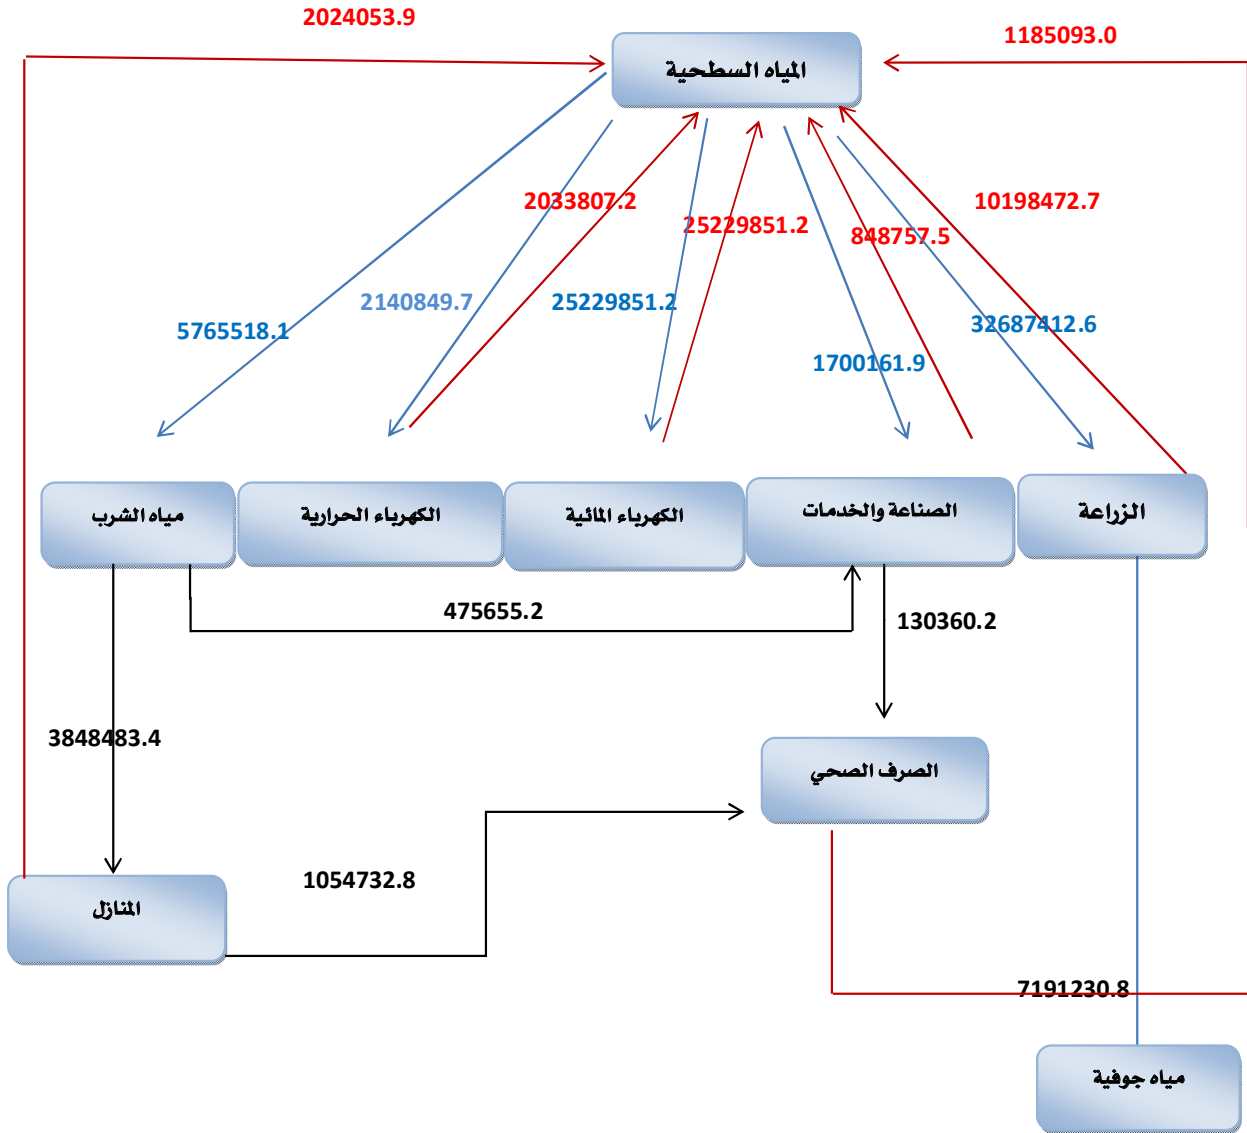 2024053.9
1185093.0
المياه السطحية
2033807.2
25229851.2
848757.5
10198472.7
5765518.1
2140849.7
25229851.2
1700161.9
32687412.6
مياه الشرب
الكهرباء الحرارية
الكهرباء المائية
الصناعة والخدمات
الزراعة
475655.2
130360.2
3848483.4
الصرف الصحي
1054732.8
المنازل
7191230.8
مياه جوفية